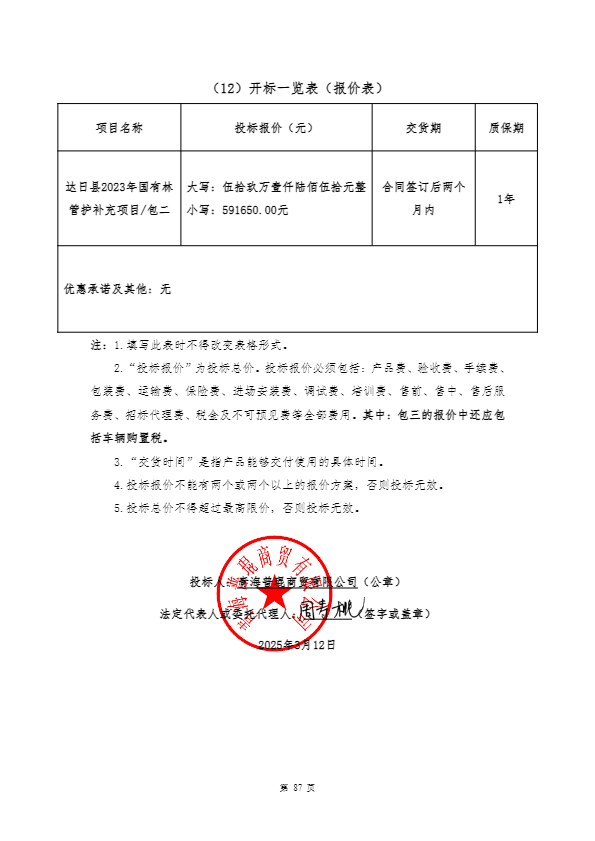 （12）开标一览表（报价表）
项目名称 投标报价（元） 交货期 质保期
达日县2023年国有林管护补充项目/包二
大写：伍拾玖万壹仟陆佰伍拾元整
小写：591650.00元
合同签订后两个月内
1年
优惠承诺及其他：无
注：1.填写此表时不得改变表格形式。
2.“投标报价”为投标总价。投标报价必须包括：产品费、验收费、手续费、
包装费、运输费、保险费、进场安装费、调试费、培训费、售前、售中、售后服
务费、招标代理费、税金及不可预见费等全部费用。其中：包三的报价中还应包
括车辆购置税。
3.“交货时间”是指产品能够交付使用的具体时间。
4.投标报价不能有两个或两个以上的报价方案，否则投标无效。
5.投标总价不得超过最高限价，否则投标无效。
投标人：青海普琨商贸有限公司（公章）
法定代表人或委托代理人：（签字或盖章）
2025年3月12日
第 87 页